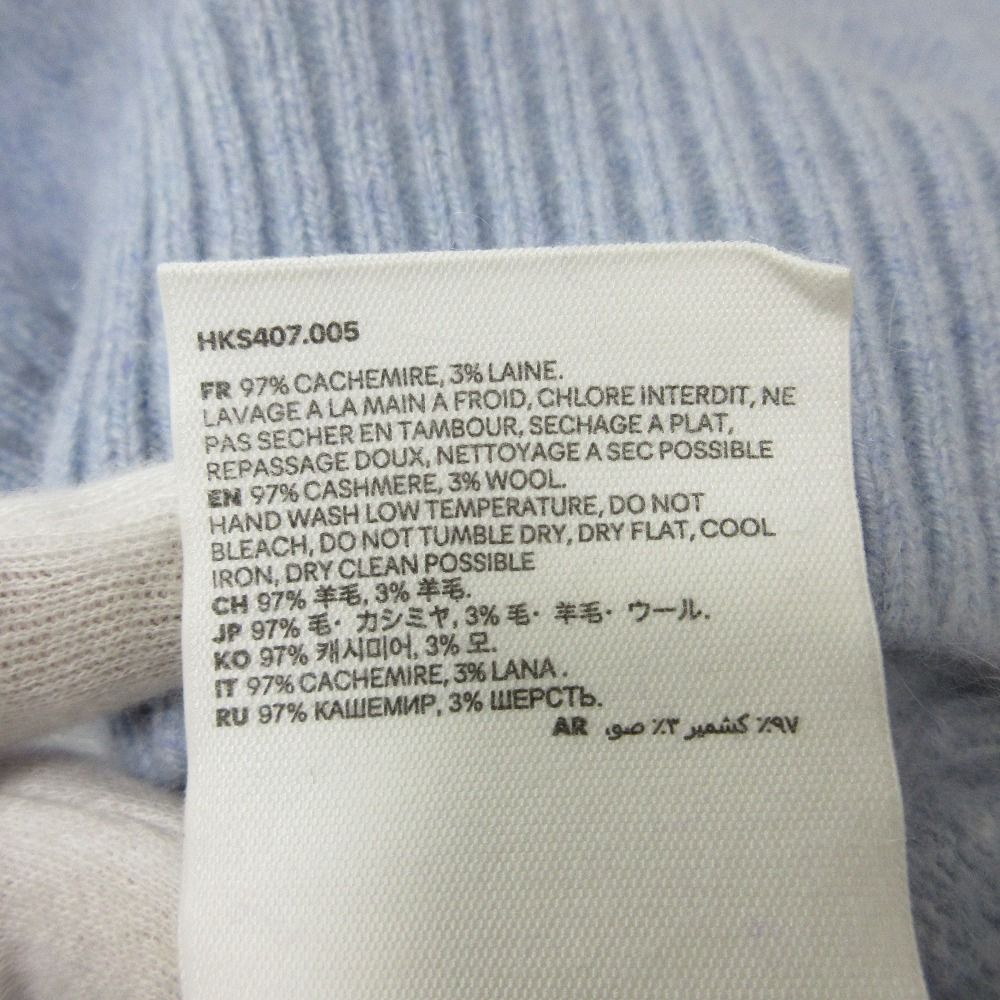 HKS407.005
FR 97% CACHEMIRE, 3% LAINE.
LAVAGE A LA MAIN A FROID, CHLORE INTERDIT, NE
PAS SECHER EN TAMBOUR, SECHAGE A PLAT,
REPASSAGE DOUX, NETTOYAGE A SEC POSSIBLE
EN 97% CASHMERE, 3% WOOL.
HAND WASH LOW TEMPERATURE, DO NOT
BLEACH, DO NOT TUMBLE DRY, DRY FLAT, COOL
IRON, DRY CLEAN POSSIBLE
CH 97% 羊毛, 3% 羊毛.
JP 97% 毛・カシミヤ, 3% 毛・羊毛・ウール.
KO 97% 캐시미어, 3% 모.
IT 97% CACHEMIRE, 3% LANA .
RU 97% КАШЕМИР, 3% ШЕРСТЬ.
AR ٩٧٪ كشمير ٣٪ صو.